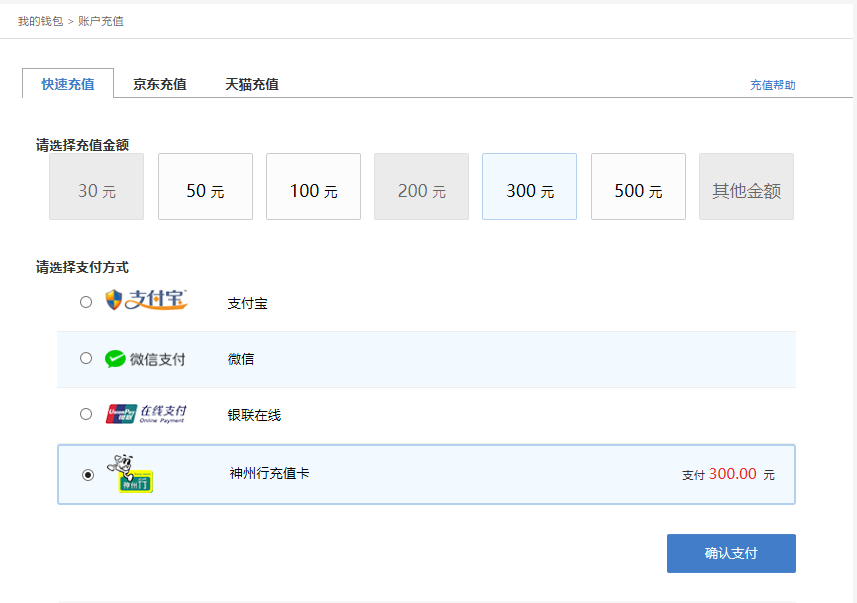 我的钱包 > 账户充值
快速充值 京东充值 天猫充值 充值帮助
请选择充值金额
30 元 50 元 100 元 200 元 300 元 500 元 其他金额
请选择支付方式
支付宝 支付宝
微信支付 微信
UnionPay 银联 在线支付 Online Payment 银联在线
神州行 神州行充值卡 支付 300.00 元
确认支付